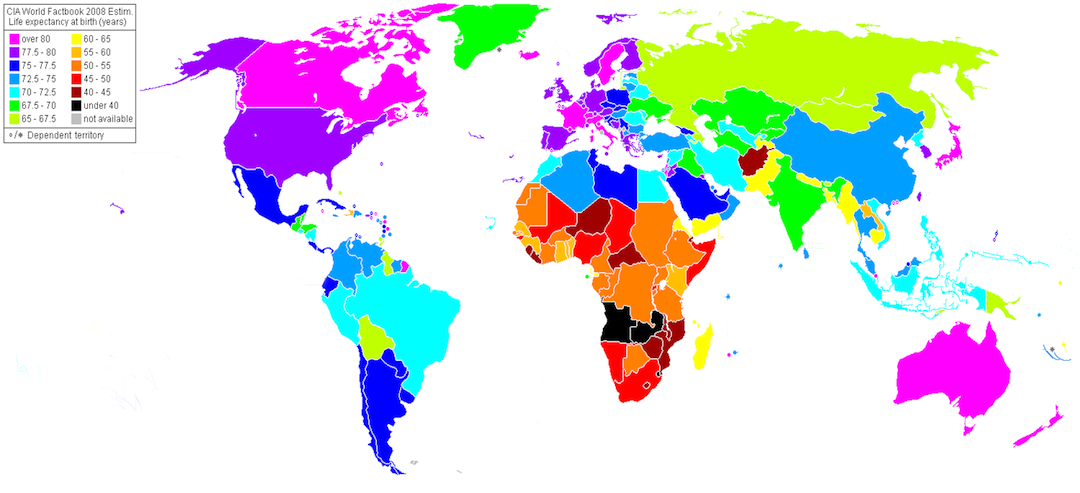 CIA World Factbook 2008 Estim.
Life expectancy at birth (years)
over 80 60 - 65
77.5 - 80 55 - 60
75 - 77.5 50 - 55
72.5 - 75 45 - 50
70 - 72.5 40 - 45
67.5 - 70 under 40
65 - 67.5 not available
°/* Dependent territory